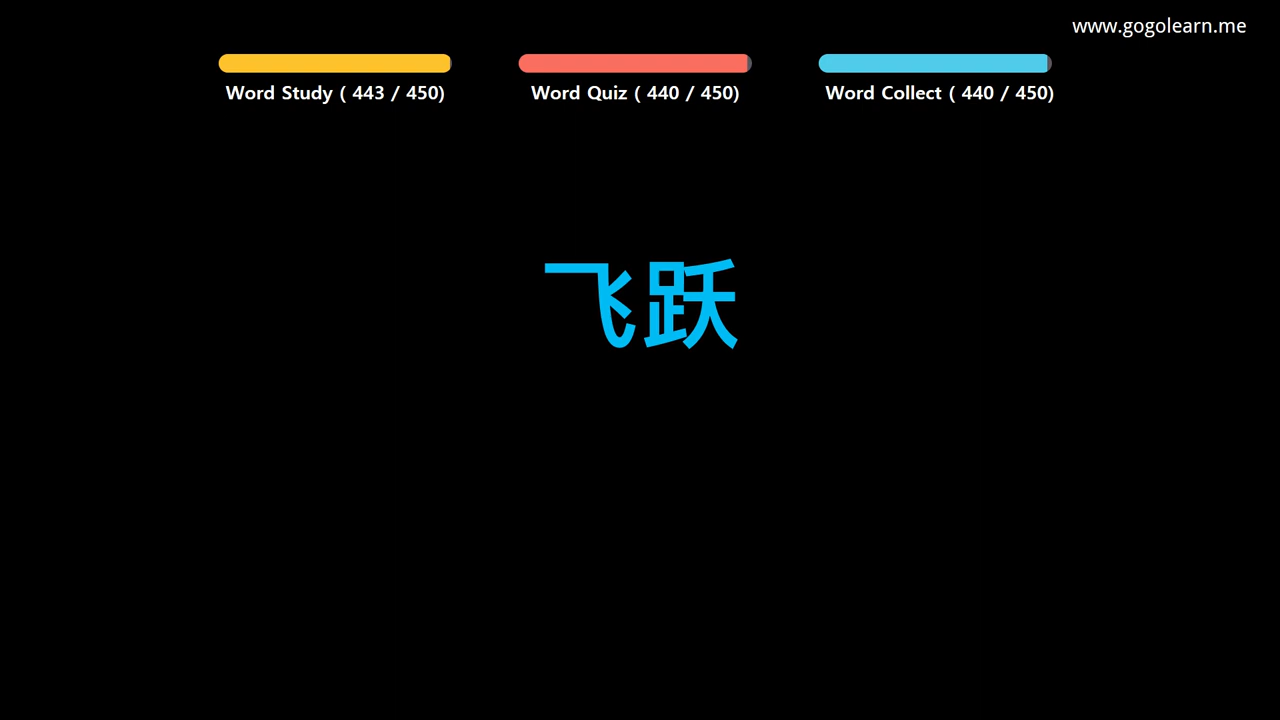 www.gogolearn.me
Word Study ( 443 / 450)
Word Quiz ( 440 / 450)
Word Collect ( 440 / 450)
飞跃